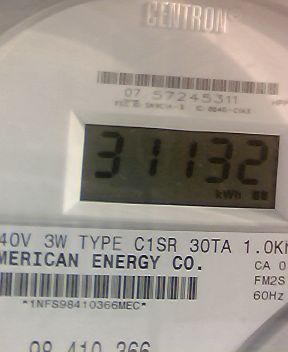 CENTRON®
07 57245311
31132
kWh 88
40V 3W TYPE C1SR 30TA 1.0K
MERICAN ENERGY CO.
CA 0
FM2S
*1NFS98410366MEC*
60Hz
98 410 366